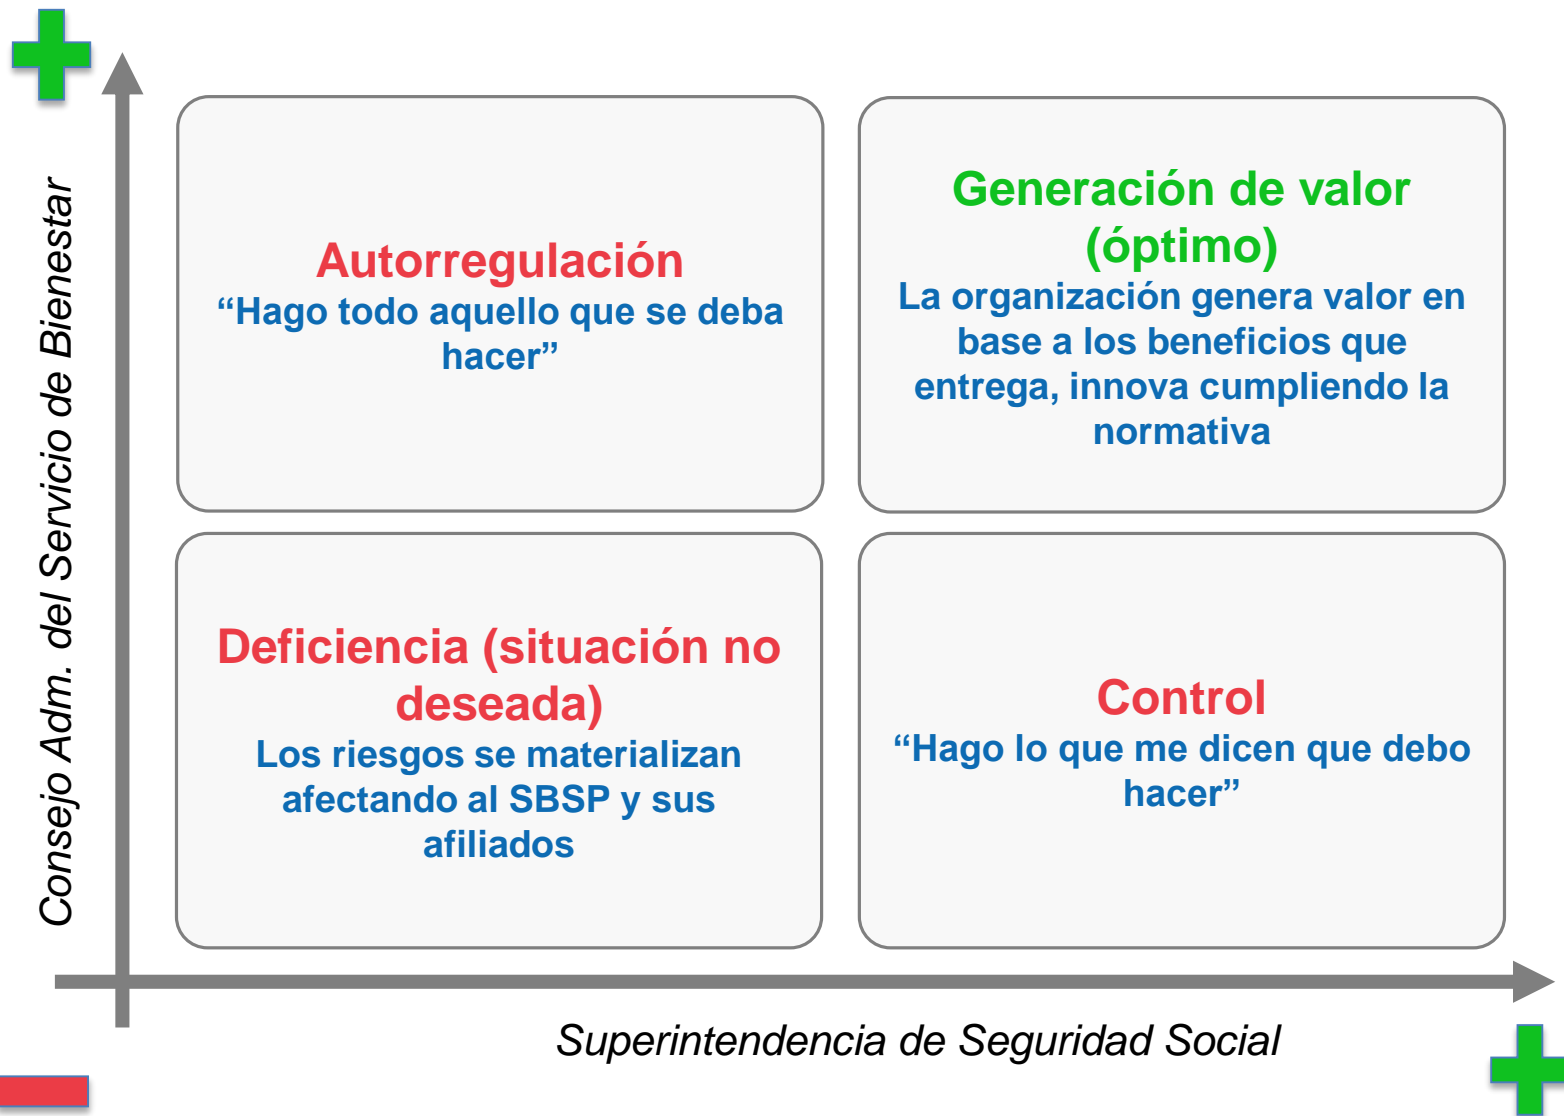 Consejo Adm. del Servicio de Bienestar
Autorregulación
“Hago todo aquello que se deba
hacer”
Generación de valor
(óptimo)
La organización genera valor en
base a los beneficios que
entrega, innova cumpliendo la
normativa
Deficiencia (situación no
deseada)
Los riesgos se materializan
afectando al SBSP y sus
afiliados
Control
“Hago lo que me dicen que debo
hacer”
Superintendencia de Seguridad Social